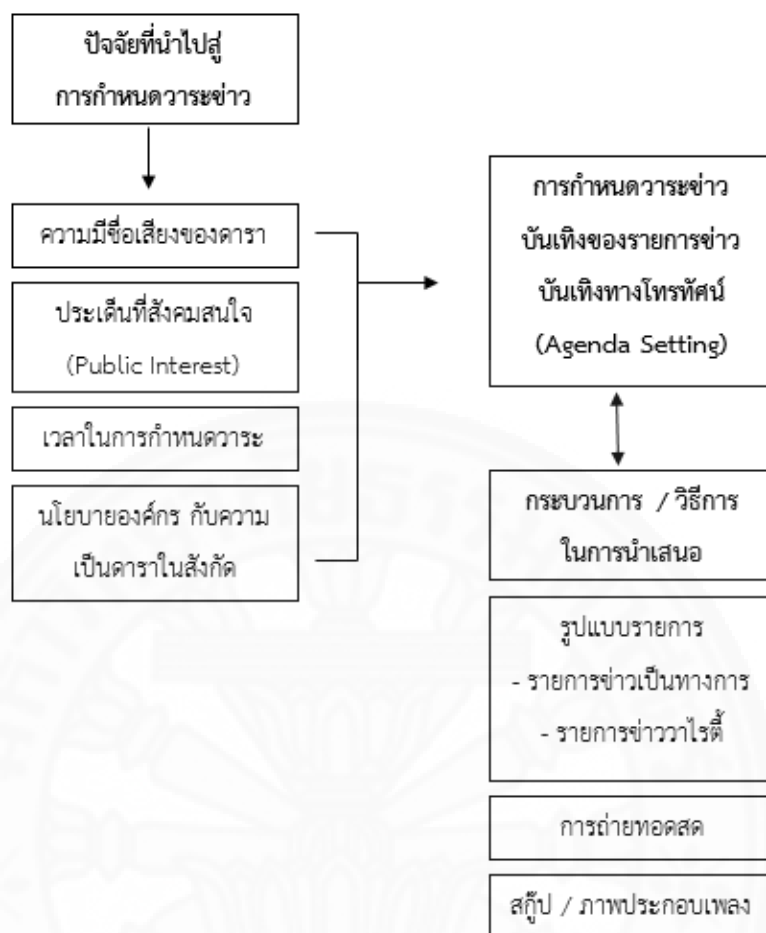 ปัจจัยที่นำไปสู่
การกำหนดวาระข่าว
ความมีชื่อเสียงของดารา
ประเด็นที่สังคมสนใจ
(Public Interest)
เวลาในการกำหนดวาระ
นโยบายองค์กร กับความ
เป็นดาราในสังกัด
การกำหนดวาระข่าว
บันเทิงของรายการข่าว
บันเทิงทางโทรทัศน์
(Agenda Setting)
กระบวนการ / วิธีการ
ในการนำเสนอ
รูปแบบรายการ
- รายการข่าวเป็นทางการ
- รายการข่าววาไรตี้
การถ่ายทอดสด
สกู๊ป / ภาพประกอบเพลง